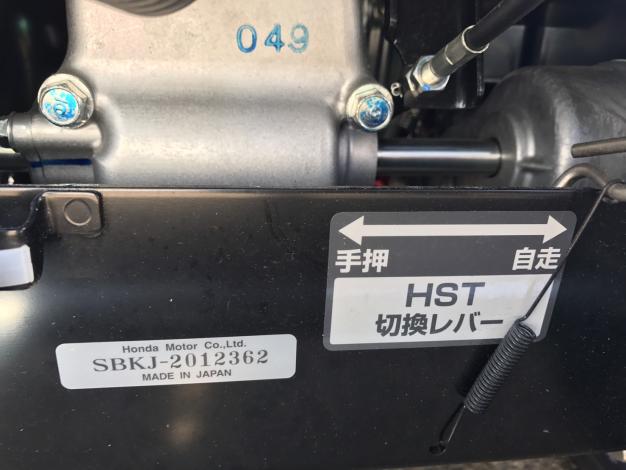 049
手押 自走
HST
切換レバー
Honda Motor Co.,Ltd.
SBKJ-2012362
MADE IN JAPAN